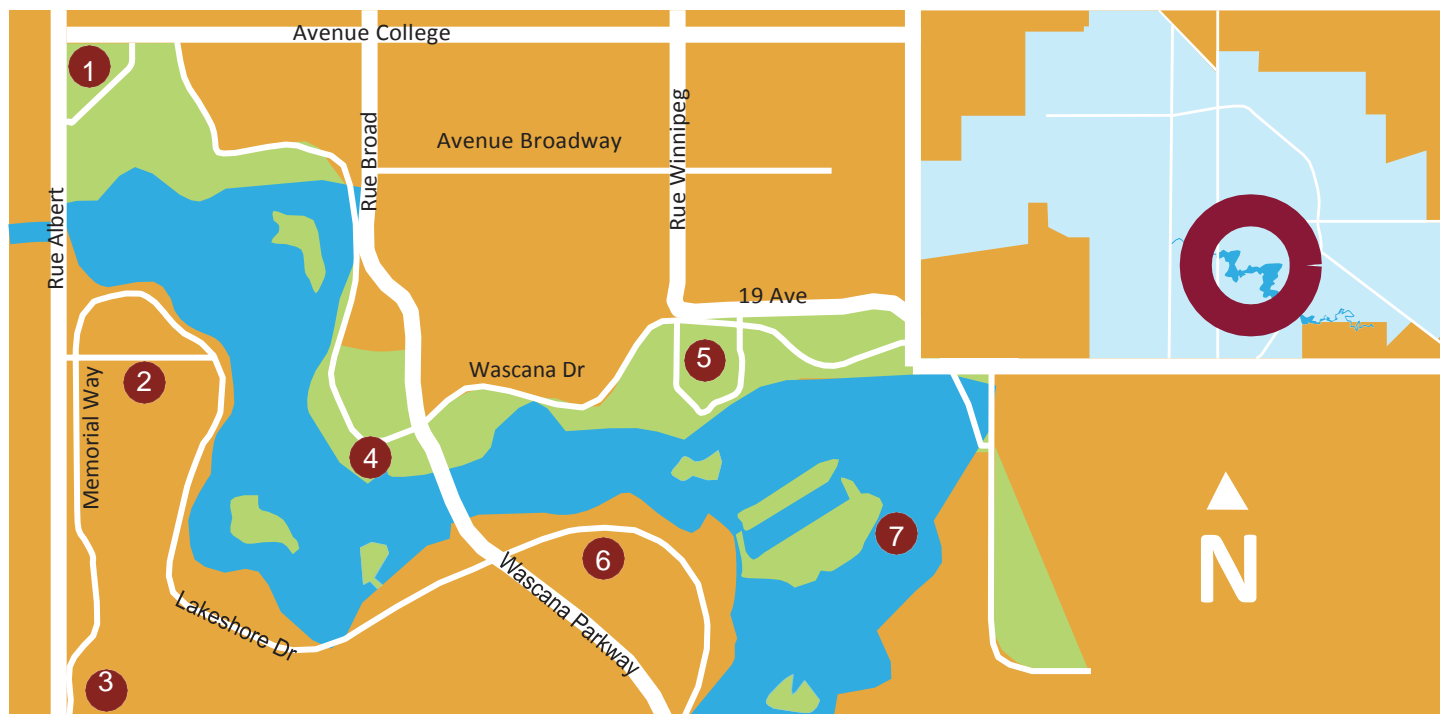 Avenue College
1
Rue Broad
Rue Winnipeg
Avenue Broadway
Rue Albert
19 Ave
5
Wascana Dr
2
Memorial Way
4
7
6
N
Wascana Parkway
Lakeshore Dr
3